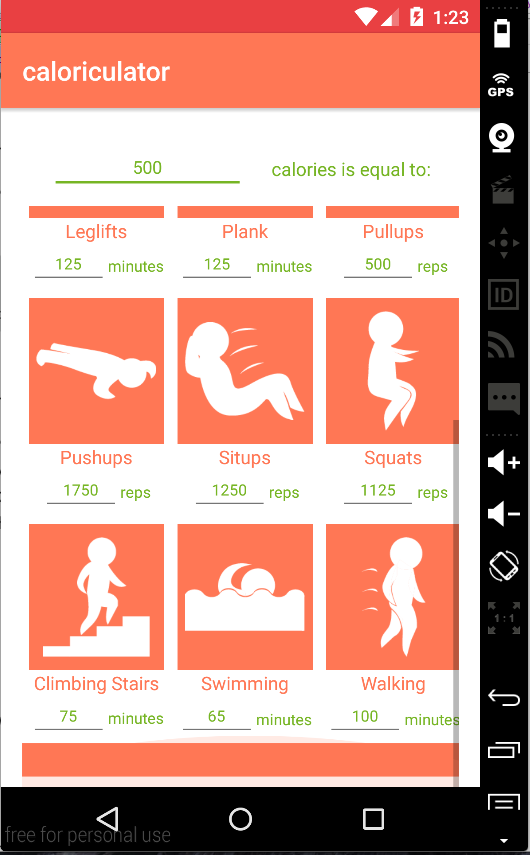 1:23
caloriculator
GPS
500 calories is equal to:
Leglifts Plank Pullups
125 minutes 125 minutes 500 reps
ID
Pushups Situps Squats
1750 reps 1250 reps 1125 reps
1:1
Climbing Stairs Swimming Walking
75 minutes 65 minutes 100 minutes
free for personal use